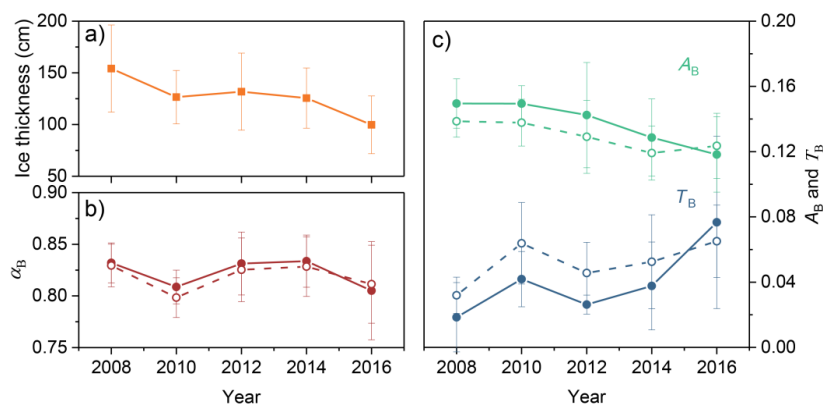 a)
Ice thickness (cm)
200
150
100
50
b)
αB
0.90
0.85
0.80
0.75
2008 2010 2012 2014 2016
Year
c)
AB
TB
0.20
0.16
0.12
0.08
0.04
0.00
AB and TB
2008 2010 2012 2014 2016
Year